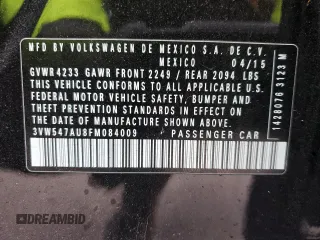 MFD BY VOLKSWAGEN DE MEXICO S.A. DE C.V.
MEXICO 04/15
GVWR 4233 GAWR FRONT 2249 / REAR 2094 LBS
THIS VEHICLE CONFORMS TO ALL APPLICABLE U.S.
FEDERAL MOTOR VEHICLE SAFETY, BUMPER, AND
THEFT PREVENTION STANDARDS IN EFFECT ON THE
DATE OF MANUFACTURE SHOWN ABOVE.
3VW547AU8FM084009 PASSENGER CAR
1428076 3123 M
DREAMBID